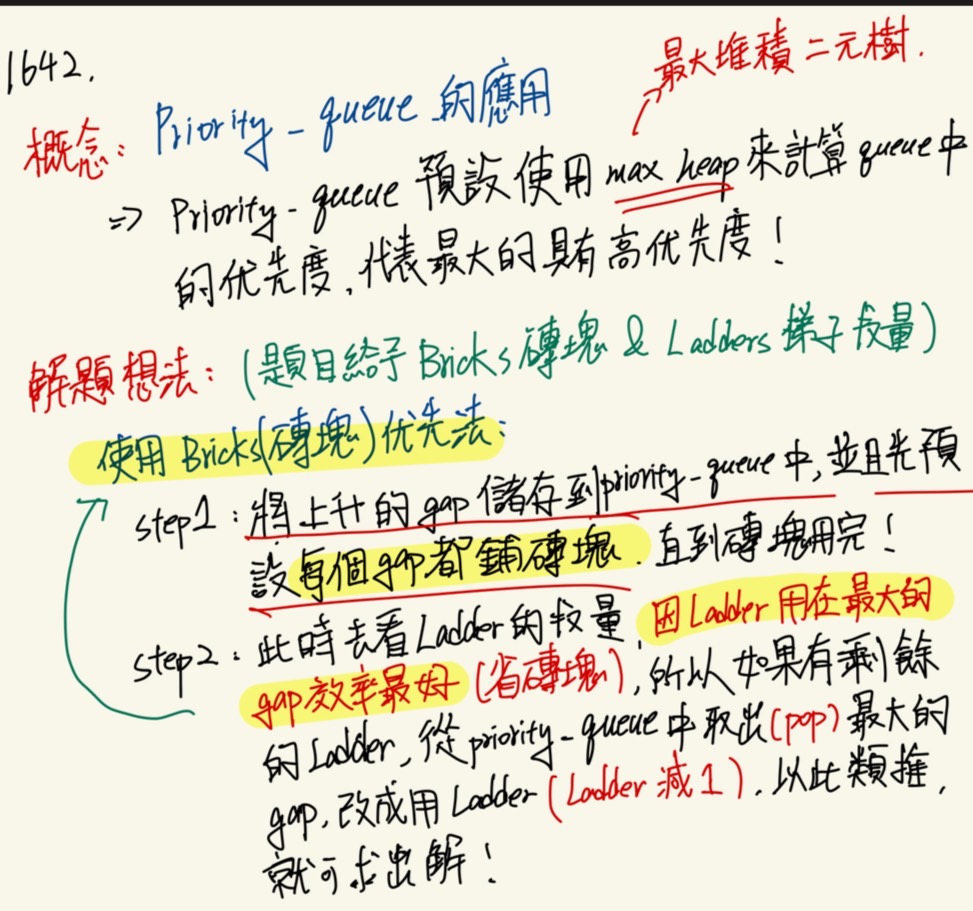 1642.
最大堆積二元樹.
概念: Priority-queue 的應用
=> Priority-queue 預設使用 max heap 來計算 queue 中
的优先度,代表最大的具有高优先度!
解題想法: (題目給予 Bricks 磚塊 & Ladders 梯子數量)
使用 Bricks(磚塊)优先法:
step1: 將上升的 gap 儲存到 priority-queue 中, 並且先預
設每個 gap 都鋪磚塊. 直到磚塊用完!
step2: 此時去看 Ladder 的數量, 因 Ladder 用在最大的
gap 效率最好 (省磚塊), 所以如果有剩餘
的 Ladder, 從 priority-queue 中取出(pop)最大的
gap, 改成用 Ladder (Ladder 減 1). 以此類推,
就可求出解!